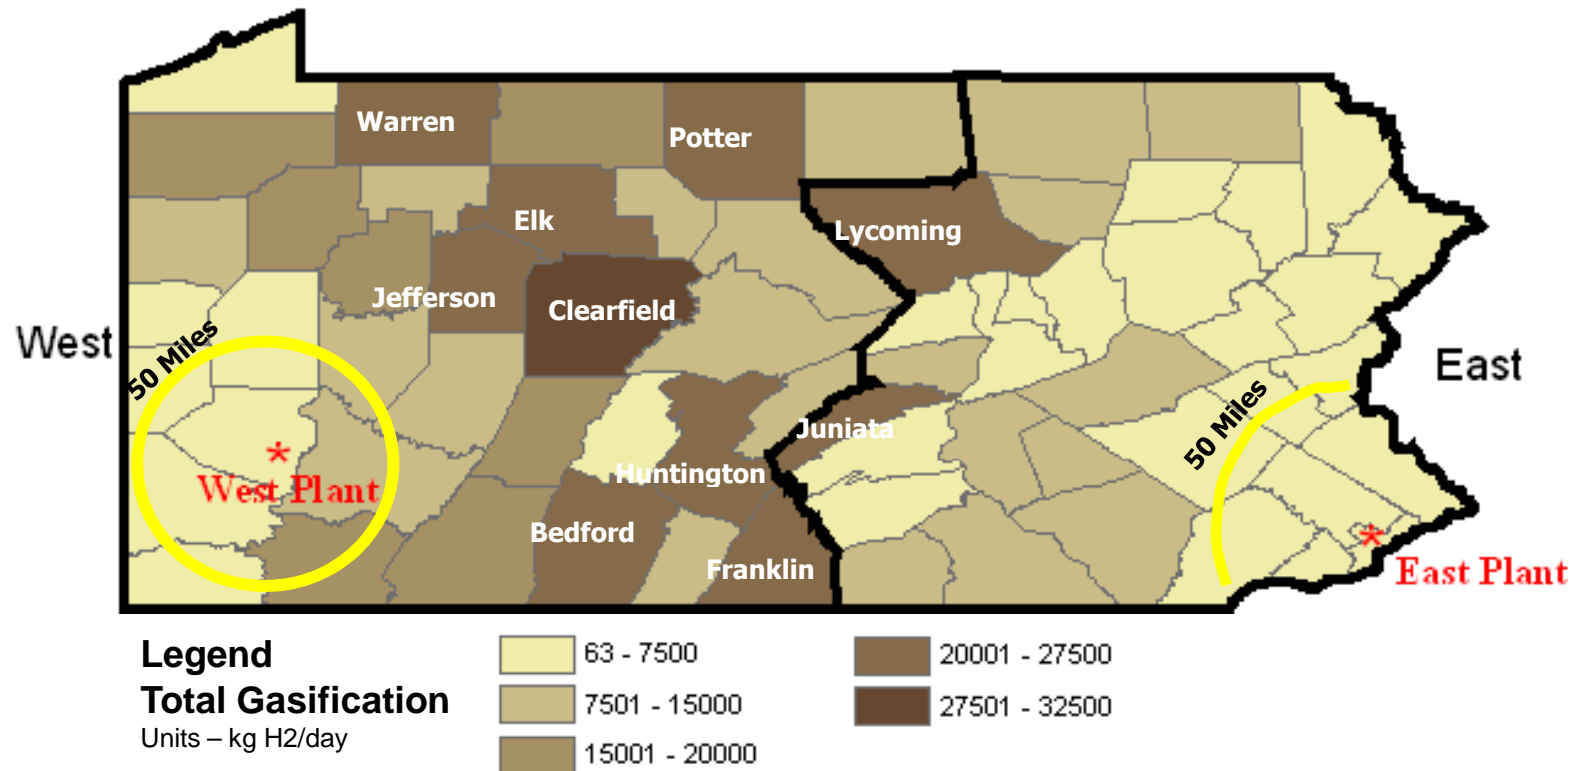 Warren
Potter
Elk
Lycoming
Jefferson
Clearfield
West
50 Miles
East
50 Miles
Juniata
Huntington
West Plant
Bedford
East Plant
Franklin
Legend
Total Gasification
Units – kg H2/day
63 - 7500
7501 - 15000
15001 - 20000
20001 - 27500
27501 - 32500